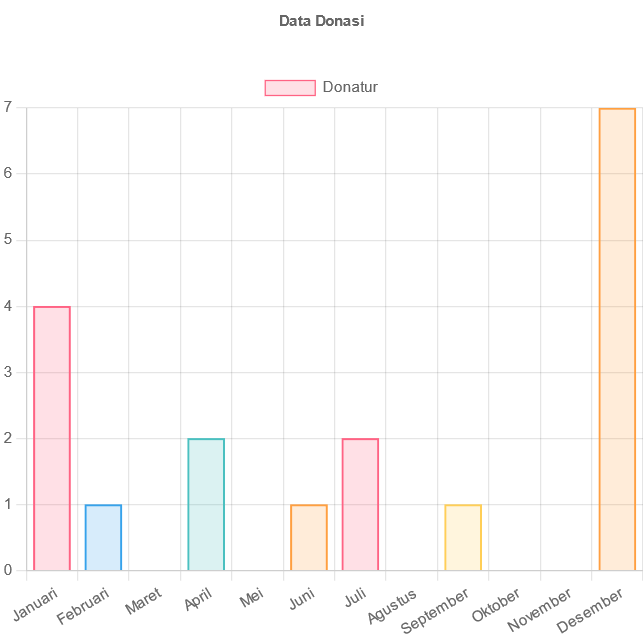 Data Donasi
Donatur
7
6
5
4
3
2
1
0
Januari
Februari
Maret
April
Mei
Juni
Juli
Agustus
September
Oktober
November
Desember